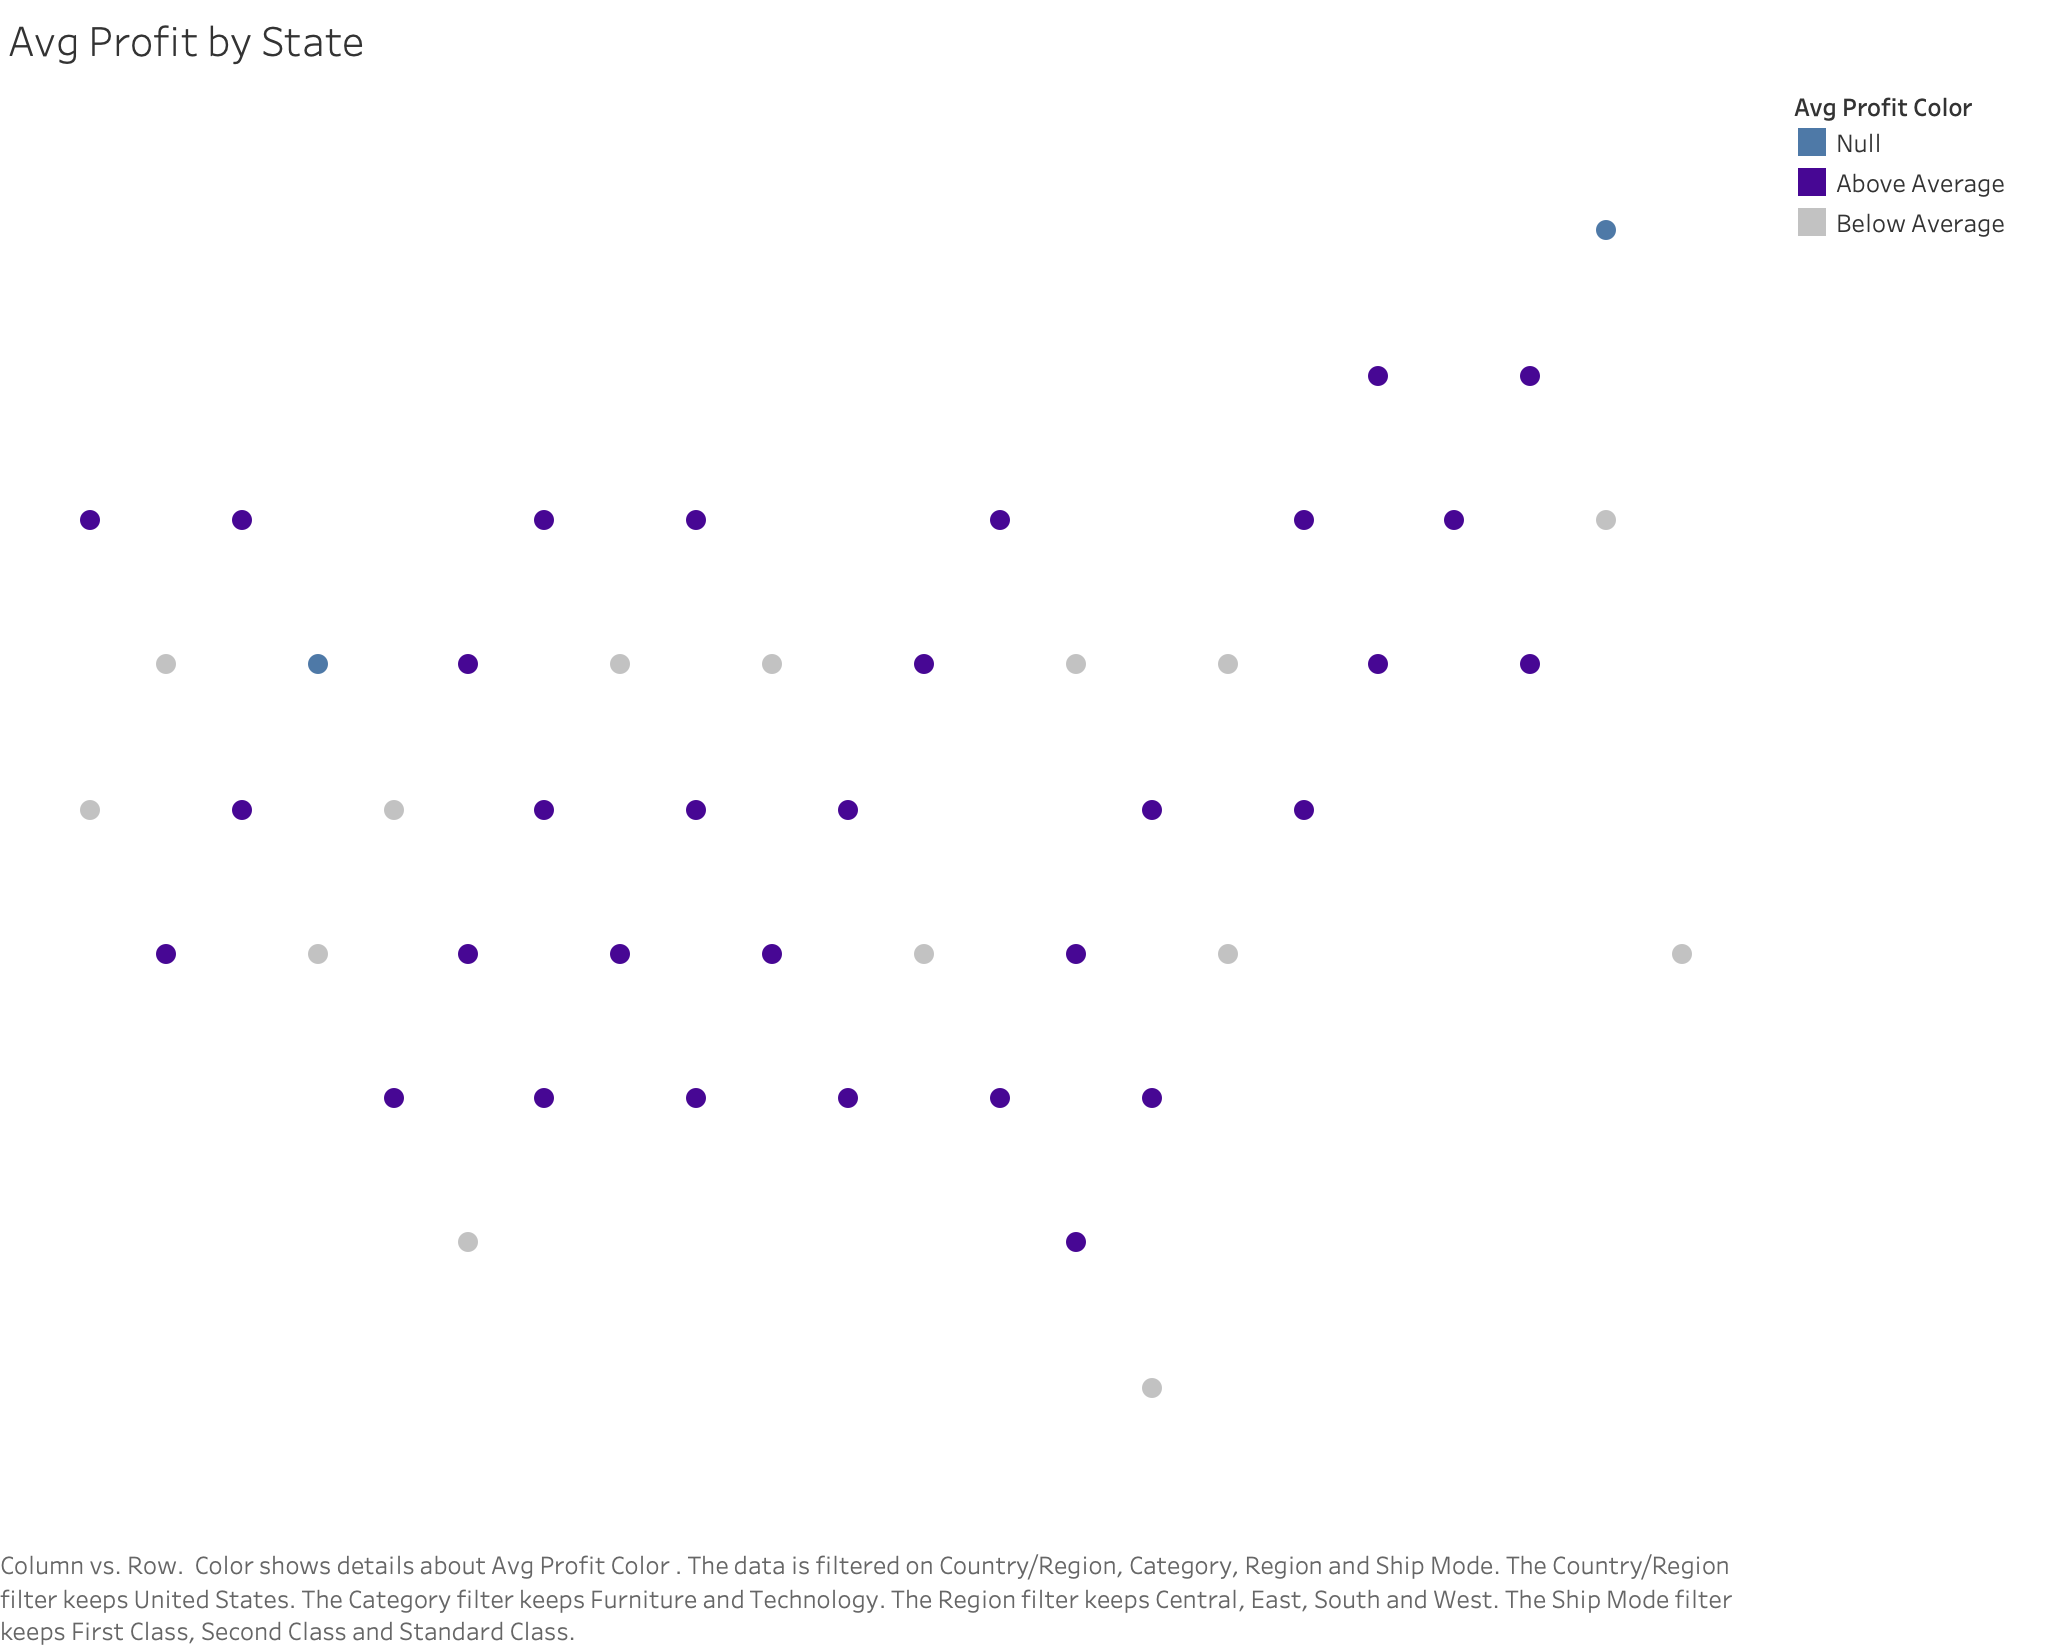 Avg Profit by State
Avg Profit Color
Null
Above Average
Below Average
Column vs. Row.  Color shows details about Avg Profit Color . The data is filtered on Country/Region, Category, Region and Ship Mode. The Country/Region
filter keeps United States. The Category filter keeps Furniture and Technology. The Region filter keeps Central, East, South and West. The Ship Mode filter
keeps First Class, Second Class and Standard Class.